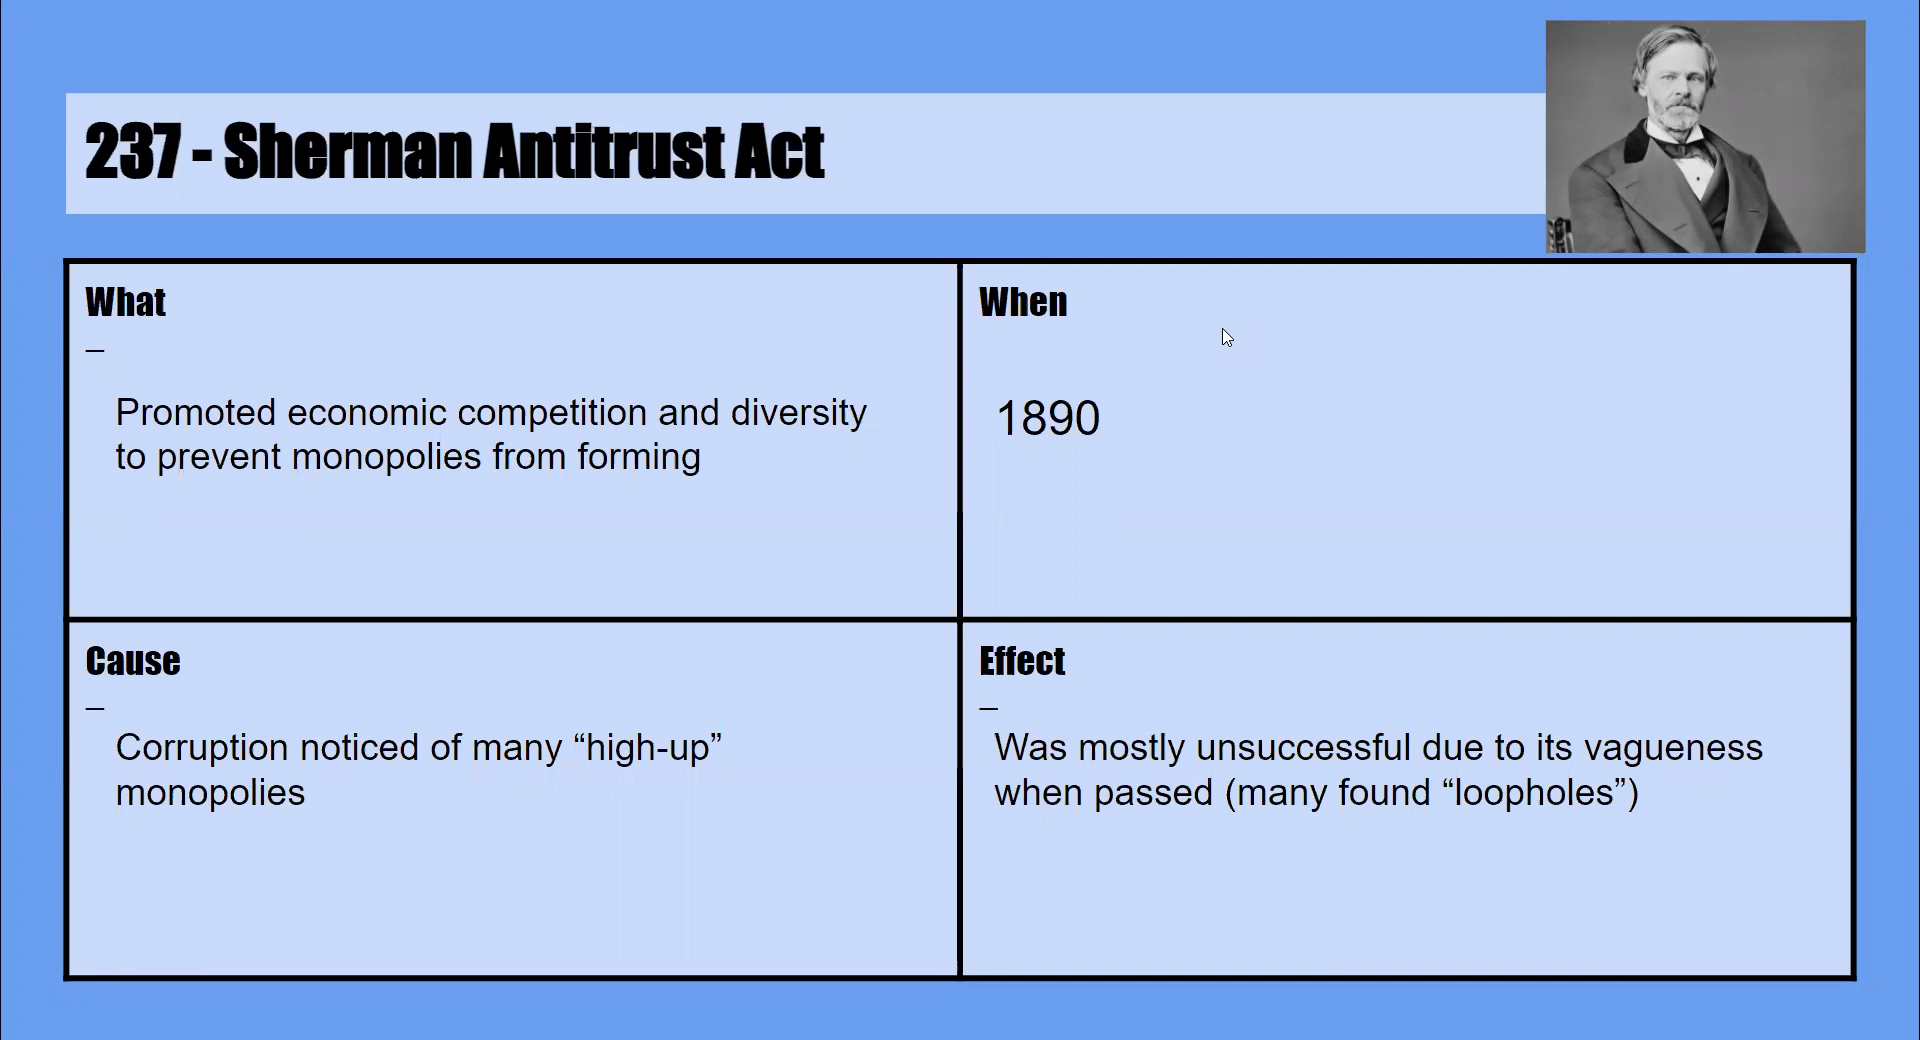 237 - Sherman Antitrust Act
What
–
Promoted economic competition and diversity
to prevent monopolies from forming
When
1890
Cause
–
Corruption noticed of many “high-up”
monopolies
Effect
–
Was mostly unsuccessful due to its vagueness
when passed (many found “loopholes”)